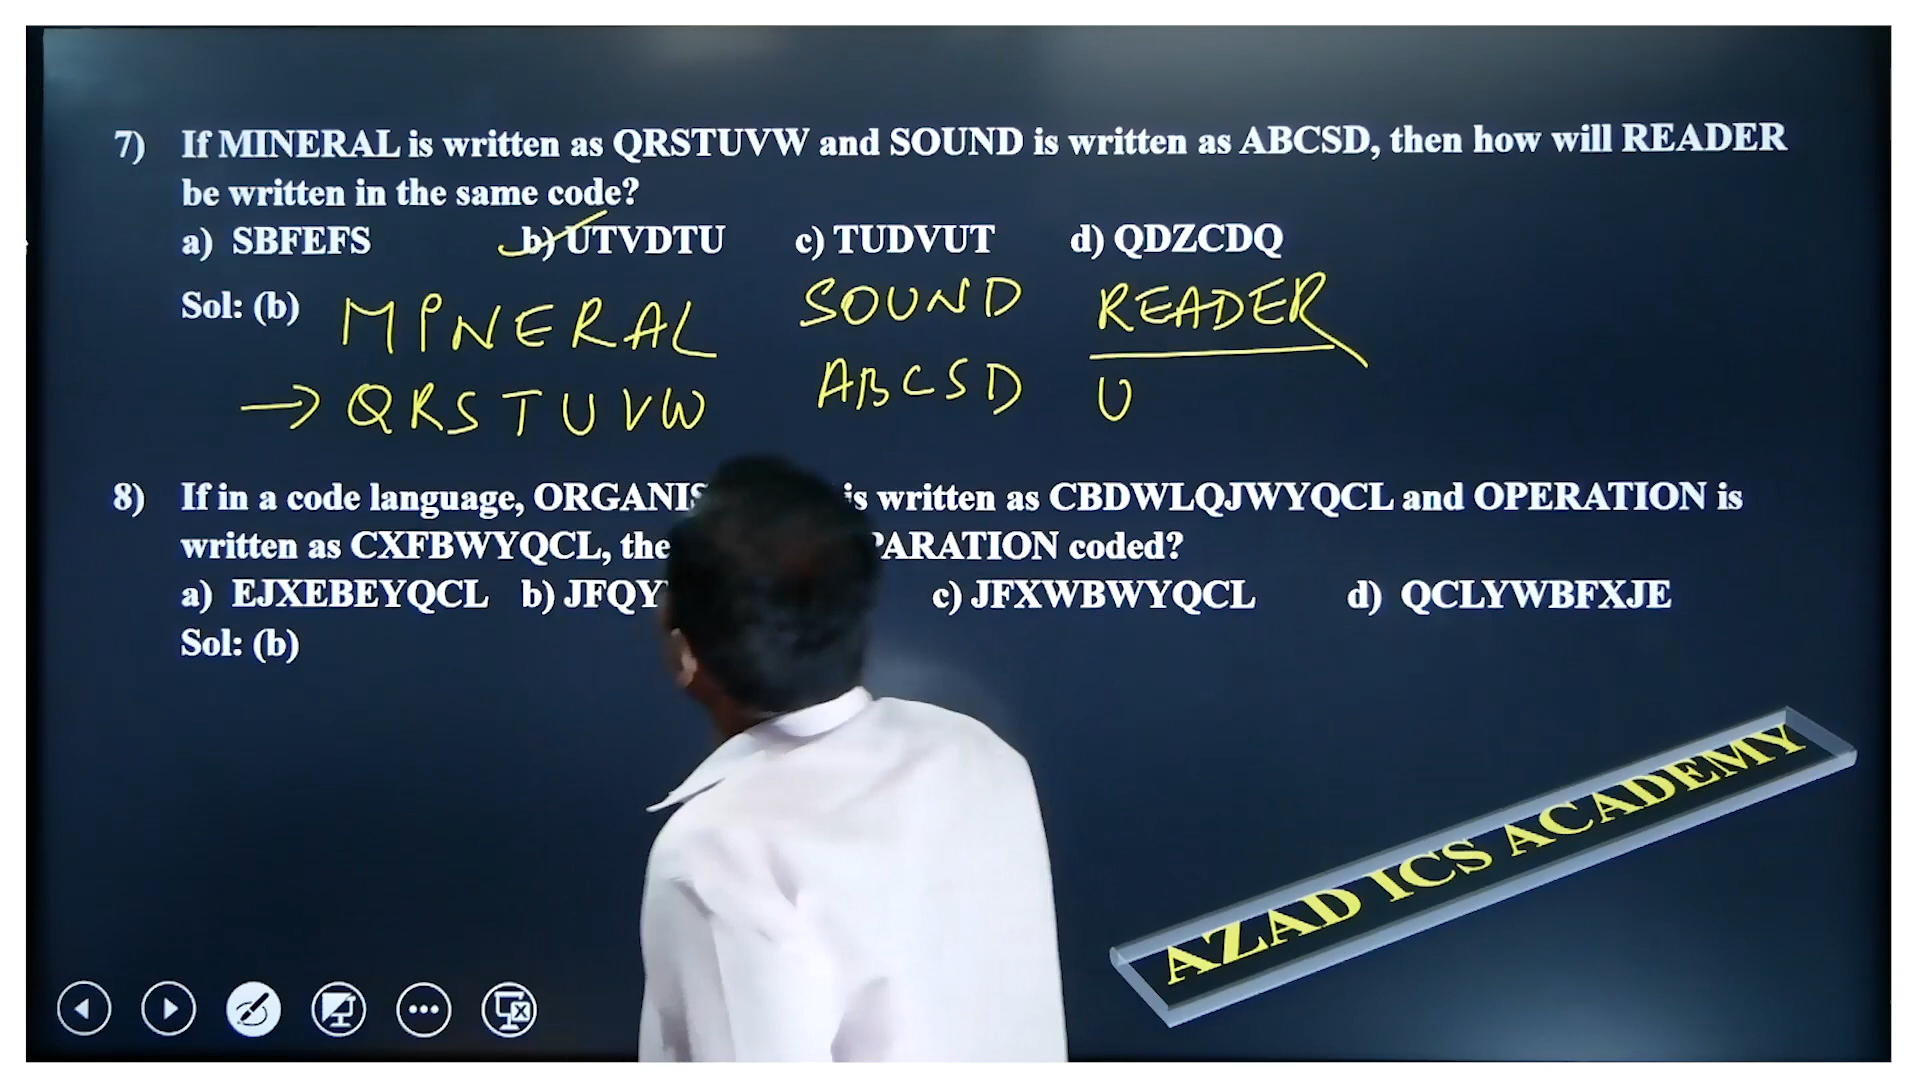 7) If MINERAL is written as QRSTUVW and SOUND is written as ABCSD, then how will READER
be written in the same code?
a) SBFEFS b) UTVDTU c) TUDVUT d) QDZCDQ
Sol: (b)
MINERAL SOUND READER
→ QRSTUVW ABCSD U
8) If in a code language, ORGANIS is written as CBDWLQJWYQCL and OPERATION is
written as CXFBWYQCL, the PARATION coded?
a) EJXEBEYQCL b) JFQY c) JFXWBWYQCL d) QCLYWBFXJE
Sol: (b)
AZAD ICS ACADEMY